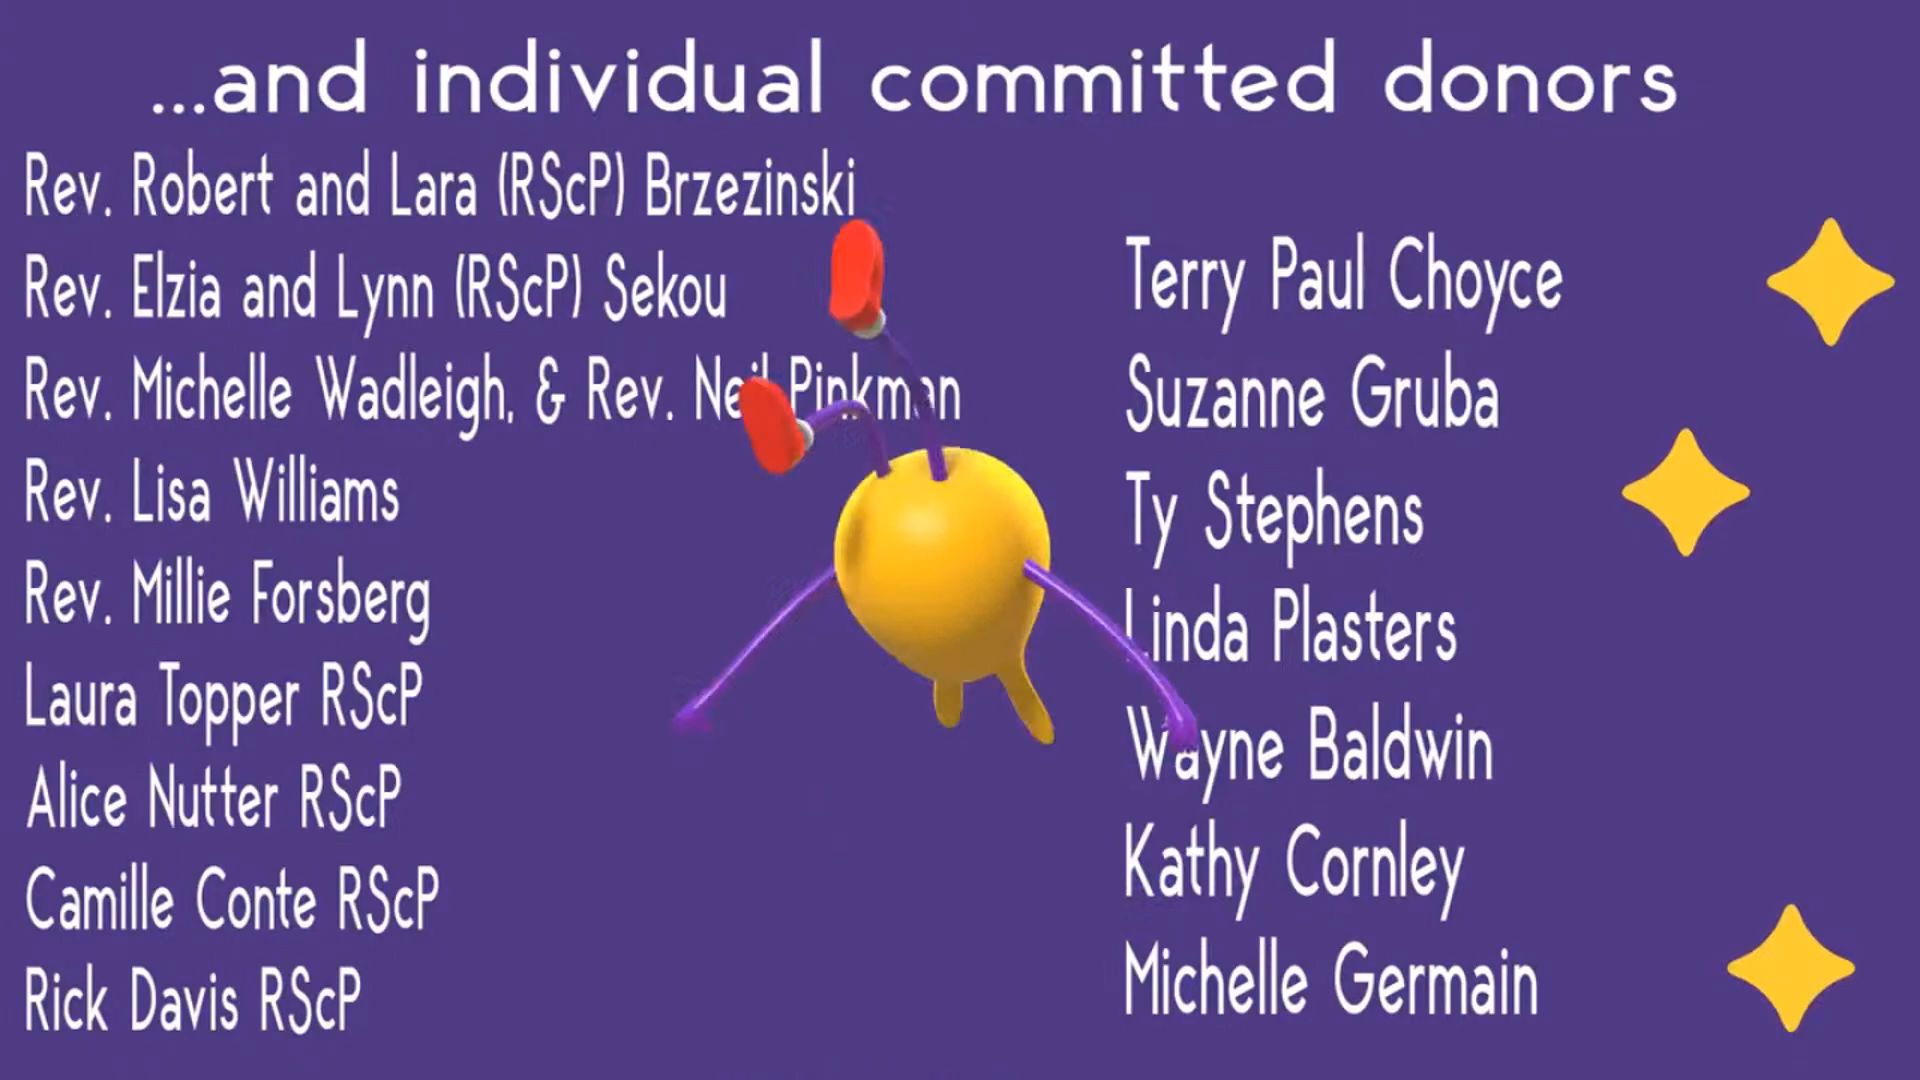 ...and individual committed donors
Rev. Robert and Lara (RScP) Brzezinski
Rev. Elzia and Lynn (RScP) Sekou
Rev. Michelle Wadleigh, & Rev. Neil Pinkman
Rev. Lisa Williams
Rev. Millie Forsberg
Laura Topper RScP
Alice Nutter RScP
Camille Conte RScP
Rick Davis RScP
Terry Paul Choyce
Suzanne Gruba
Ty Stephens
Linda Plasters
Wayne Baldwin
Kathy Cornley
Michelle Germain